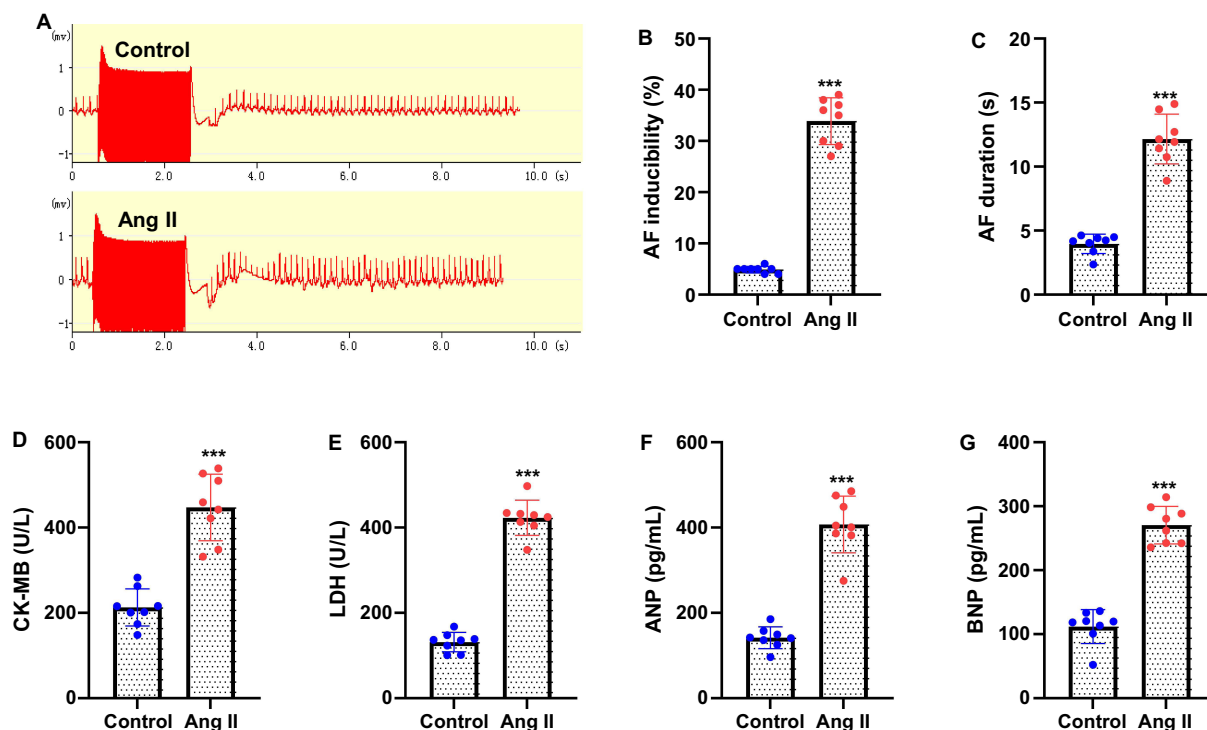 A
(mv)
Control
1
0
-1
0 2.0 4.0 6.0 8.0 10.0 (s)
(mv)
Ang II
1
0
-1
0 2.0 4.0 6.0 8.0 10.0 (s)
B
AF inducibility (%)
50
40
30
20
10
0
***
Control Ang II
C
AF duration (s)
20
15
10
5
0
***
Control Ang II
D
CK-MB (U/L)
600
400
200
0
***
Control Ang II
E
LDH (U/L)
600
400
200
0
***
Control Ang II
F
ANP (pg/mL)
600
400
200
0
***
Control Ang II
G
BNP (pg/mL)
400
300
200
100
0
***
Control Ang II